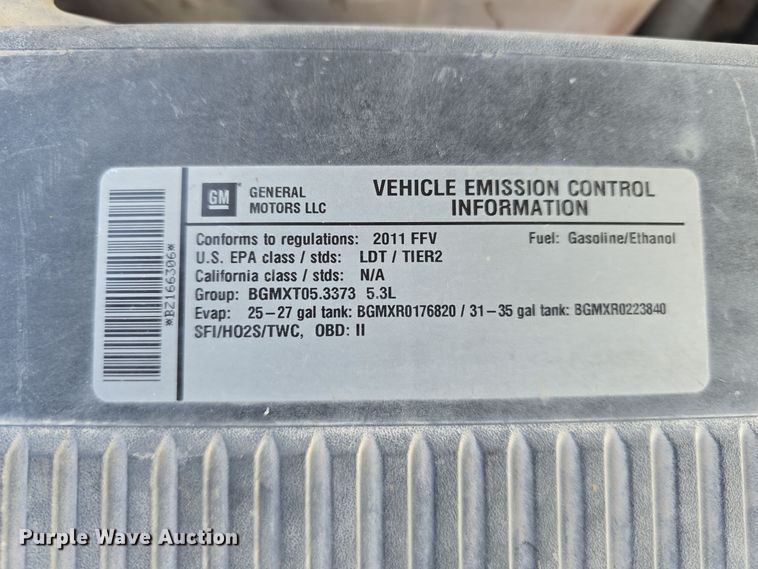 GM
GENERAL
MOTORS LLC
VEHICLE EMISSION CONTROL
INFORMATION
Conforms to regulations: 2011 FFV Fuel: Gasoline/Ethanol
U.S. EPA class / stds: LDT / TIER2
California class / stds: N/A
Group: BGMXT05.3373 5.3L
Evap: 25-27 gal tank: BGMXR0176820 / 31-35 gal tank: BGMXR0223840
SFI/HO2S/TWC, OBD: II
*BZ166306*
Purple Wave Auction